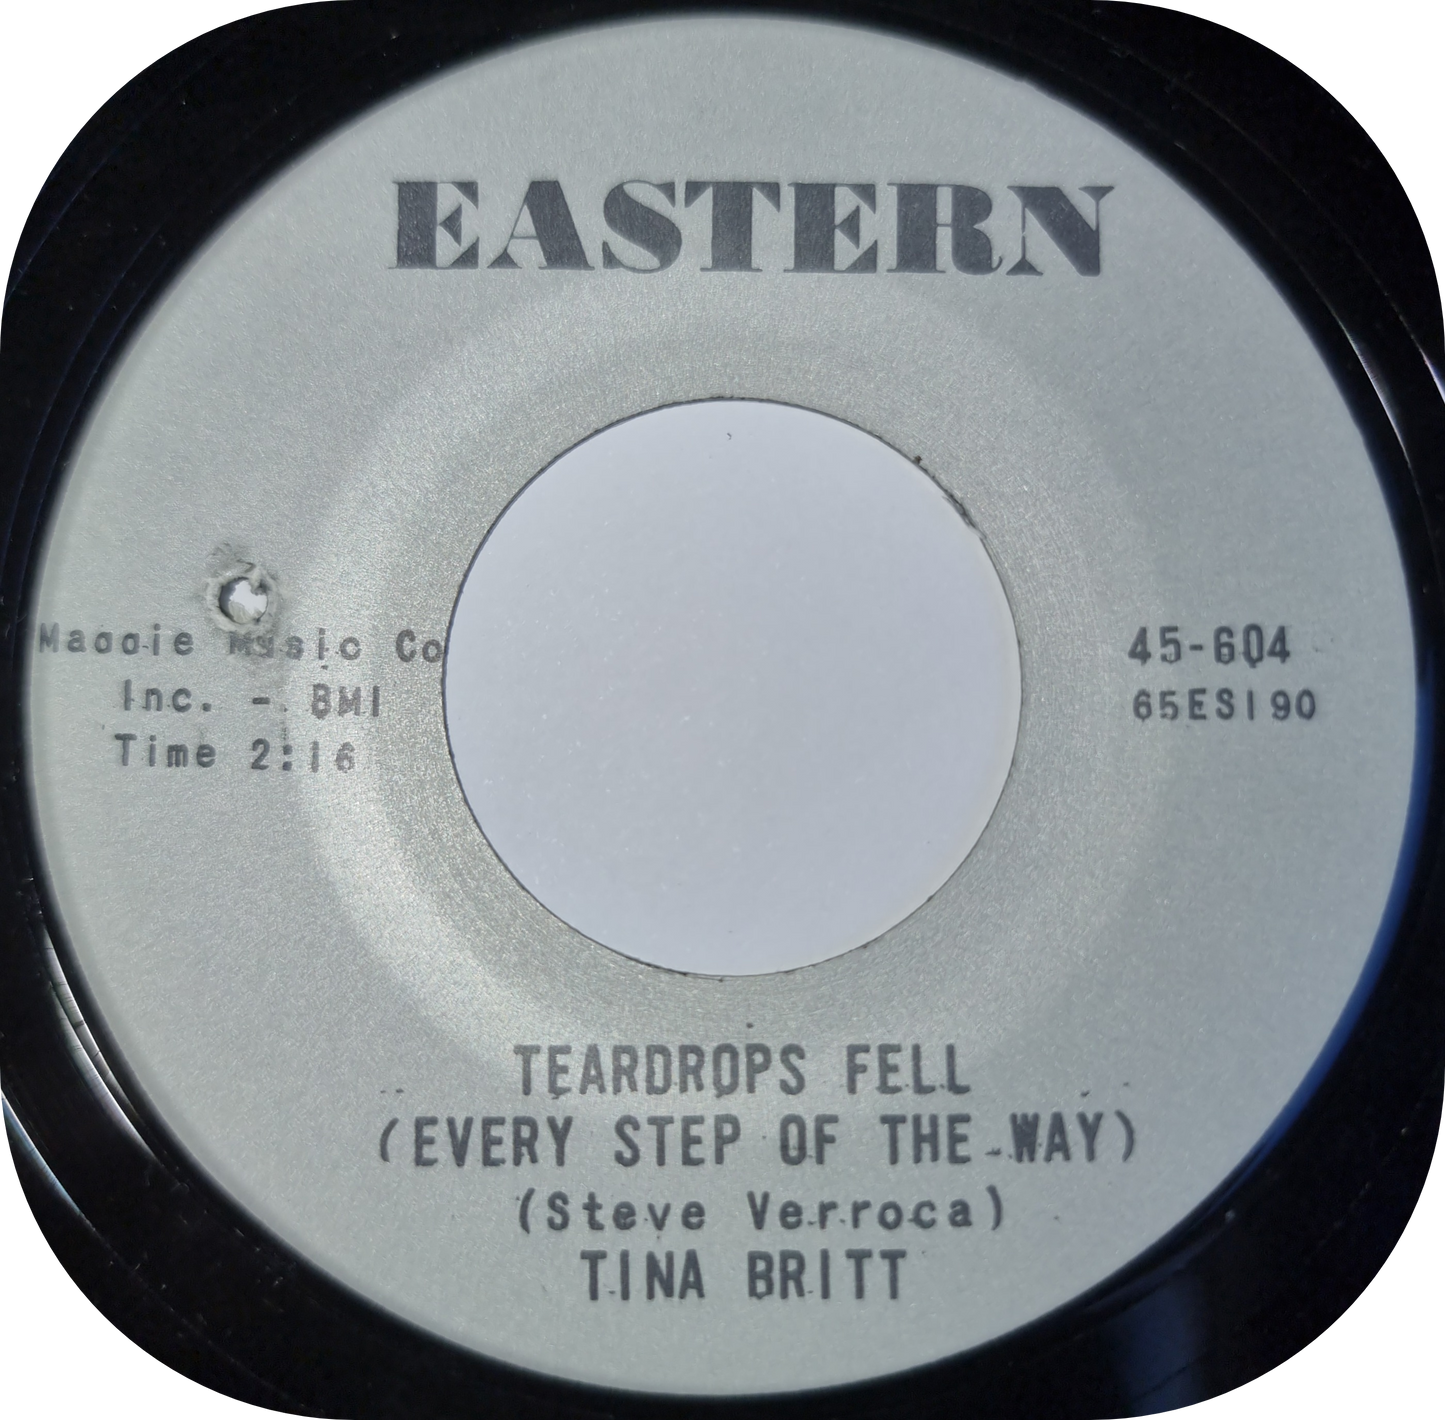 EASTERN
Maggie Music Co
Inc. - BMI
Time 2:16
45-604
65ES190
TEARDROPS FELL
(EVERY STEP OF THE WAY)
(Steve Verroca)
TINA BRITT